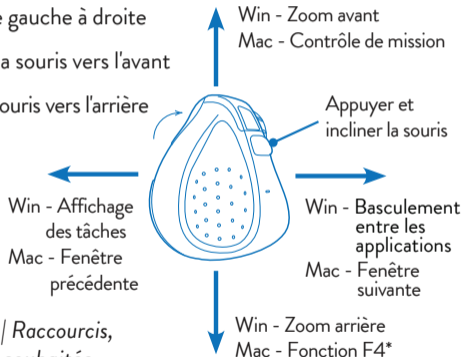 gauche à droite
Win - Zoom avant
a souris vers l'avant
Mac - Contrôle de mission
ouris vers l'arrière
Appuyer et
incliner la souris
Win - Affichage
des tâches
Mac - Fenêtre
précédente
Win - Basculement
entre les
applications
Mac - Fenêtre
suivante
| Raccourcis,
Win - Zoom arrière
Mac - Fonction F4*